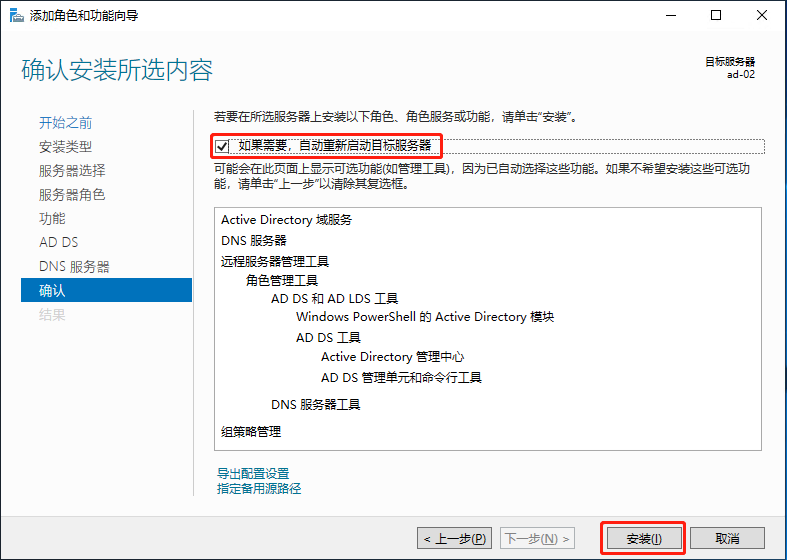 添加角色和功能向导
确认安装所选内容
目标服务器
ad-02
开始之前
安装类型
服务器选择
服务器角色
功能
AD DS
DNS 服务器
确认
结果
若要在所选服务器上安装以下角色、角色服务或功能，请单击“安装”。
如果需要，自动重新启动目标服务器
可能会在此页面上显示可选功能(如管理工具)，因为已自动选择这些功能。如果不希望安装这些可选功
能，请单击“上一步”以清除其复选框。
Active Directory 域服务
DNS 服务器
远程服务器管理工具
角色管理工具
AD DS 和 AD LDS 工具
Windows PowerShell 的 Active Directory 模块
AD DS 工具
Active Directory 管理中心
AD DS 管理单元和命令行工具
DNS 服务器工具
组策略管理
导出配置设置
指定备用源路径
< 上一步(P)
下一步(N) >
安装(I)
取消